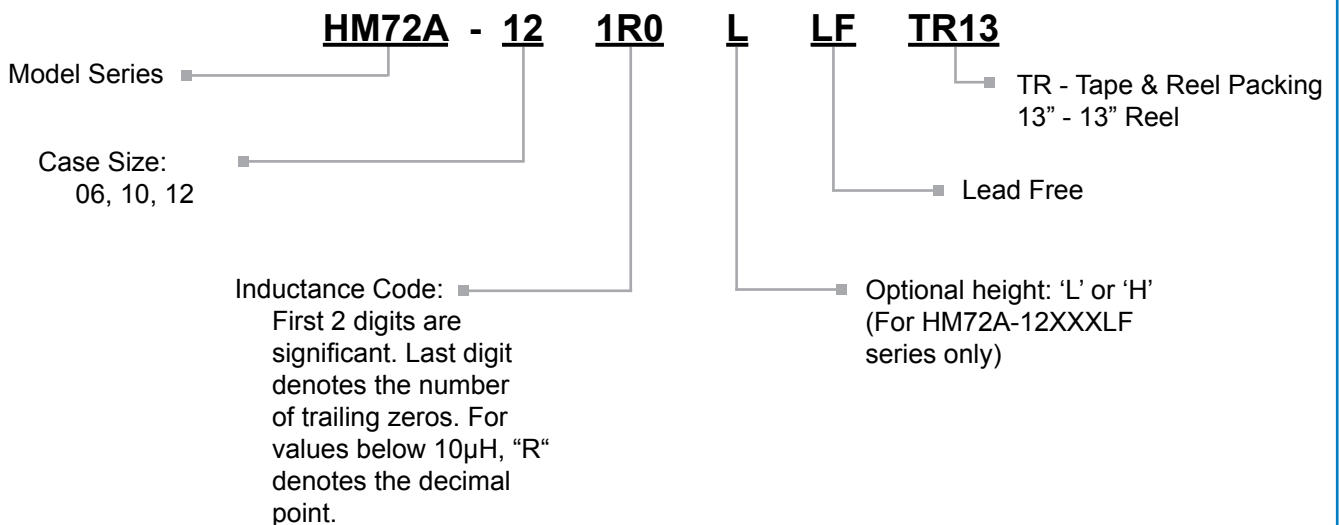 HM72A - 12 1R0 L LF TR13
Model Series
TR - Tape & Reel Packing
13” - 13” Reel
Case Size:
06, 10, 12
Lead Free
Inductance Code:
First 2 digits are
significant. Last digit
denotes the number
of trailing zeros. For
values below 10µH, “R“
denotes the decimal
point.
Optional height: ‘L’ or ‘H’
(For HM72A-12XXXLF
series only)